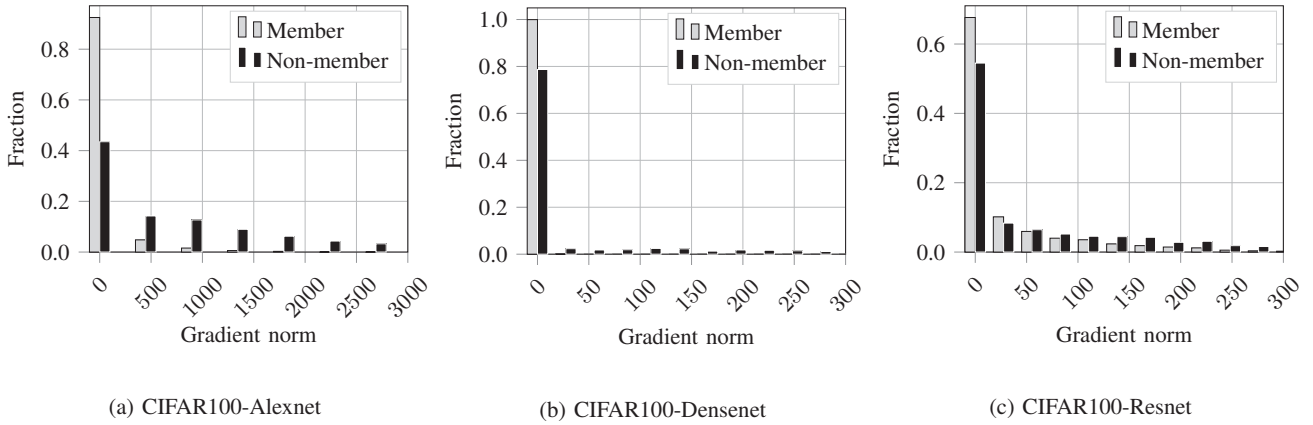 Fraction
0.8
0.6
0.4
0.2
0.0
Member
Non-member
0
500
1000
1500
2000
2500
3000
Gradient norm
(a) CIFAR100-Alexnet
Fraction
1.0
0.8
0.6
0.4
0.2
0.0
Member
Non-member
0
50
100
150
200
250
300
Gradient norm
(b) CIFAR100-Densenet
Fraction
0.6
0.4
0.2
0.0
Member
Non-member
0
50
100
150
200
250
300
Gradient norm
(c) CIFAR100-Resnet